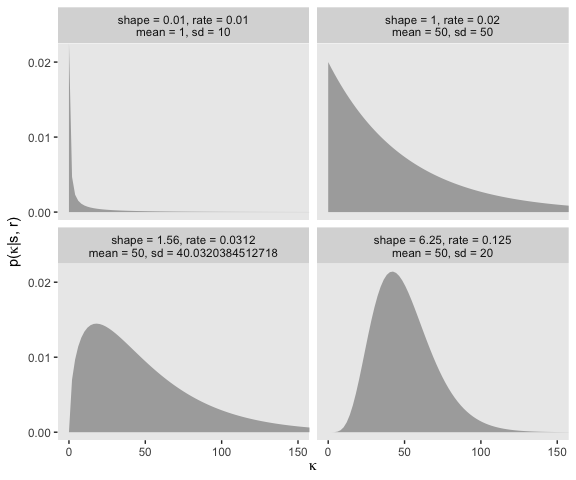 shape = 0.01, rate = 0.01
mean = 1, sd = 10
shape = 1, rate = 0.02
mean = 50, sd = 50
0.02
0.01
0.00
shape = 1.56, rate = 0.0312
mean = 50, sd = 40.0320384512718
shape = 6.25, rate = 0.125
mean = 50, sd = 20
0.02
0.01
0.00
0 50 100 150 0 50 100 150
κ
p(κ|s, r)